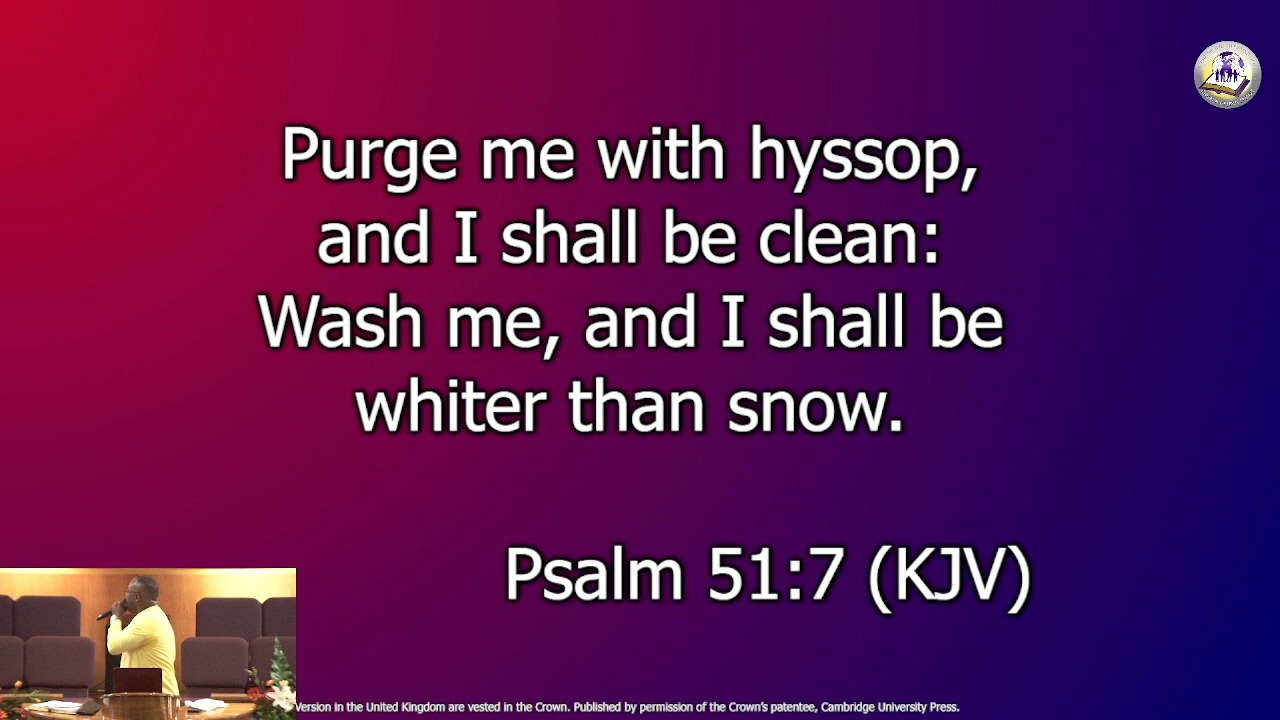 Purge me with hyssop,
and I shall be clean:
Wash me, and I shall be
whiter than snow.
Psalm 51:7 (KJV)
Version in the United Kingdom are vested in the Crown. Published by permission of the Crown's patentee, Cambridge University Press.